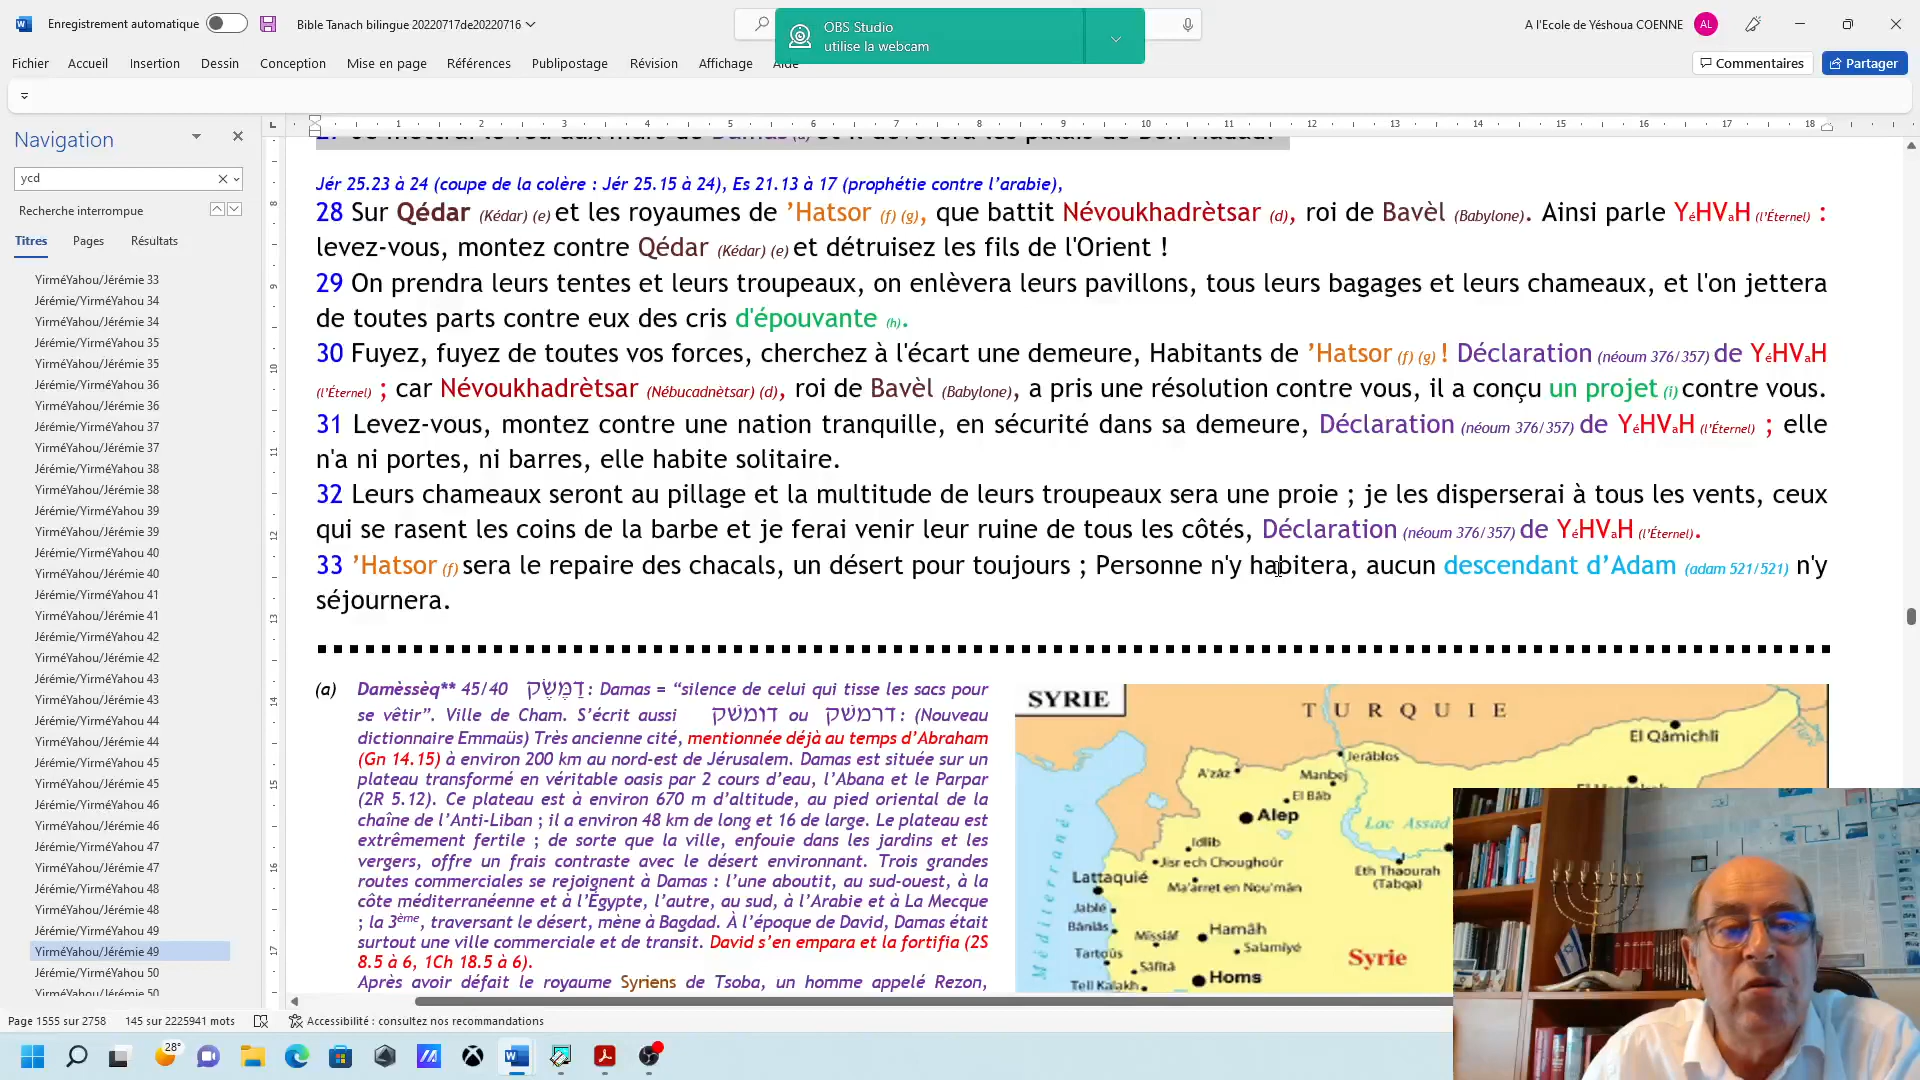 Enregistrement automatique
Bible Tanach bilingue 20220717de20220716
OBS Studio
utilise la webcam
A l'Ecole de Yéshoua COENNE
AL
Fichier Accueil Insertion Dessin Conception Mise en page Références Publipostage Révision Affichage Aide
Commentaires
Partager
Navigation
ycd
Recherche interrompue
Titres Pages Résultats
YirméYahou/Jérémie 33
Jérémie/YirméYahou 34
YirméYahou/Jérémie 34
Jérémie/YirméYahou 35
YirméYahou/Jérémie 35
Jérémie/YirméYahou 36
YirméYahou/Jérémie 36
Jérémie/YirméYahou 37
YirméYahou/Jérémie 37
Jérémie/YirméYahou 38
YirméYahou/Jérémie 38
Jérémie/YirméYahou 39
YirméYahou/Jérémie 39
Jérémie/YirméYahou 40
YirméYahou/Jérémie 40
Jérémie/YirméYahou 41
YirméYahou/Jérémie 41
Jérémie/YirméYahou 42
YirméYahou/Jérémie 42
Jérémie/YirméYahou 43
YirméYahou/Jérémie 43
Jérémie/YirméYahou 44
YirméYahou/Jérémie 44
Jérémie/YirméYahou 45
YirméYahou/Jérémie 45
Jérémie/YirméYahou 46
YirméYahou/Jérémie 46
Jérémie/YirméYahou 47
YirméYahou/Jérémie 47
Jérémie/YirméYahou 48
YirméYahou/Jérémie 48
Jérémie/YirméYahou 49
YirméYahou/Jérémie 49
Jérémie/YirméYahou 50
YirméYahou/Jérémie 50
1 2 3 4 5 6 7 8 9 10 11 12 13 14 15 16 17 18
Jér 25.23 à 24 (coupe de la colère : Jér 25.15 à 24), Es 21.13 à 17 (prophétie contre l’arabie),
28 Sur Qédar (Kédar) (e) et les royaumes de ’Hatsor (f) (g), que battit Névoukhadrètsar (d), roi de Bavèl (Babylone). Ainsi parle YéHVaH (l’Éternel) :
levez-vous, montez contre Qédar (Kédar) (e) et détruisez les fils de l'Orient !
29 On prendra leurs tentes et leurs troupeaux, on enlèvera leurs pavillons, tous leurs bagages et leurs chameaux, et l'on jettera
de toutes parts contre eux des cris d'épouvante (h).
30 Fuyez, fuyez de toutes vos forces, cherchez à l'écart une demeure, Habitants de ’Hatsor (f) (g) ! Déclaration (néoum 376/357) de YéHVaH
(l’Éternel) ; car Névoukhadrètsar (Nébucadnètsar) (d), roi de Bavèl (Babylone), a pris une résolution contre vous, il a conçu un projet (i) contre vous.
31 Levez-vous, montez contre une nation tranquille, en sécurité dans sa demeure, Déclaration (néoum 376/357) de YéHVaH (l’Éternel) ; elle
n'a ni portes, ni barres, elle habite solitaire.
32 Leurs chameaux seront au pillage et la multitude de leurs troupeaux sera une proie ; je les disperserai à tous les vents, ceux
qui se rasent les coins de la barbe et je ferai venir leur ruine de tous les côtés, Déclaration (néoum 376/357) de YéHVaH (l’Éternel).
33 ’Hatsor (f) sera le repaire des chacals, un désert pour toujours ; Personne n'y habitera, aucun descendant d’Adam (adam 521/521) n'y
séjournera.
(a) Damèssèq** 45/40 דַּמֶּשֶׂק : Damas = “silence de celui qui tisse les sacs pour
se vêtir”. Ville de Cham. S’écrit aussi דומשק ou דרמשק : (Nouveau
dictionnaire Emmaüs) Très ancienne cité, mentionnée déjà au temps d’Abraham
(Gn 14.15) à environ 200 km au nord-est de Jérusalem. Damas est située sur un
plateau transformé en véritable oasis par 2 cours d’eau, l’Abana et le Parpar
(2R 5.12). Ce plateau est à environ 670 m d’altitude, au pied oriental de la
chaîne de l’Anti-Liban ; il a environ 48 km de long et 16 de large. Le plateau est
extrêmement fertile ; de sorte que la ville, enfouie dans les jardins et les
vergers, offre un frais contraste avec le désert environnant. Trois grandes
routes commerciales se rejoignent à Damas : l’une aboutit, au sud-ouest, à la
côte méditerranéenne et à l’Égypte, l’autre, au sud, à l’Arabie et à La Mecque
; la 3ème, traversant le désert, mène à Bagdad. À l’époque de David, Damas était
surtout une ville commerciale et de transit. David s’en empara et la fortifia (2S
8.5 à 6, 1Ch 18.5 à 6).
Après avoir défait le royaume Syriens de Tsoba, un homme appelé Rezon,
SYRIE
TURQUIE
El Qâmichlî
Jerâblos
A'zâz
Manbej
El Bâb
Alep
Lac Assad
Idlib
Jisr ech Choughoûr
Eth Thaourah
(Tabqa)
Lattaquié
Ma'arret en Nou'mân
Jablé
Bâniâs
Missiâf
Hamâh
Salamiyé
Tartoûs
Sâfîtâ
Syrie
Tell Kalakh
Homs
Méditerranée
Page 1555 sur 2758 145 sur 2225941 mots Accessibilité : consultez nos recommandations
28°